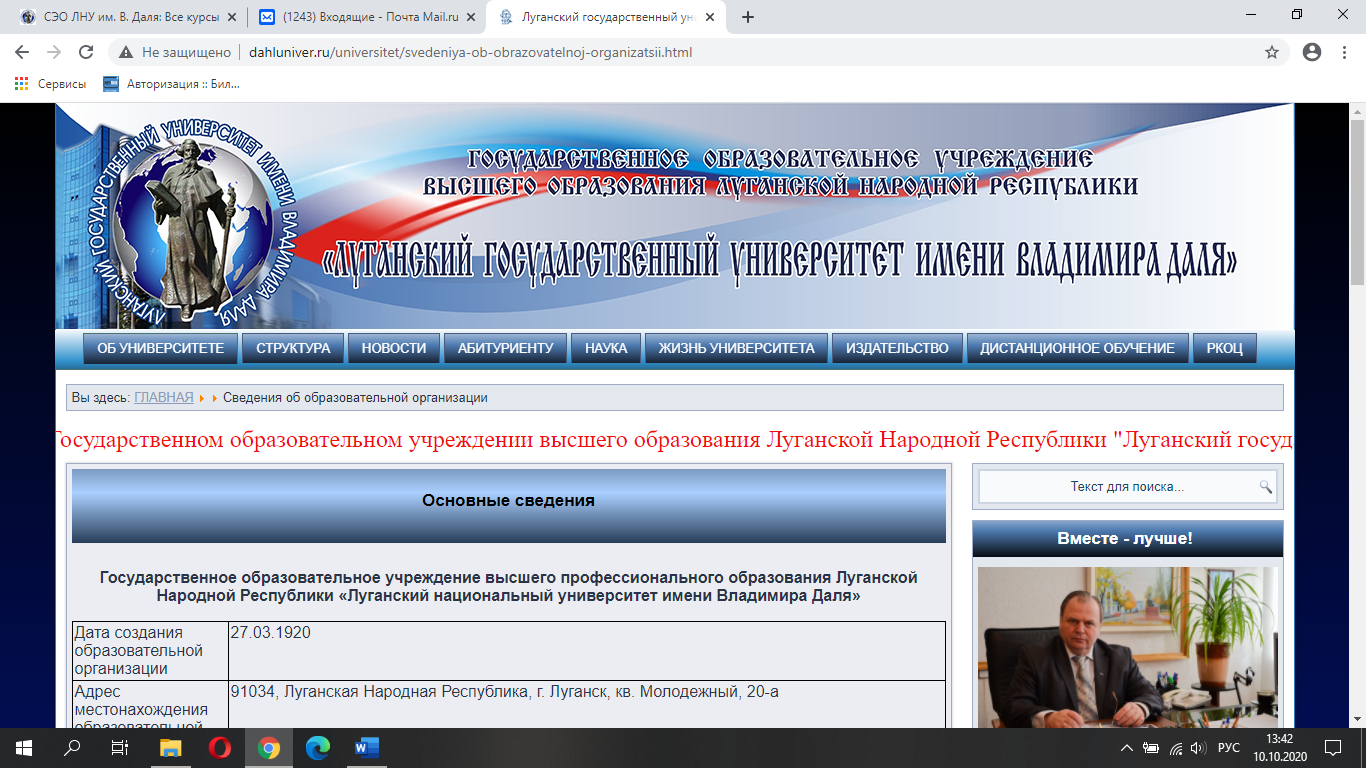 СЭО ЛНУ им. В. Даля: Все курсы
(1243) Входящие - Почта Mail.ru
Луганский государственный ун
Не защищено
dahluniver.ru/universitet/svedeniya-ob-obrazovatelnoj-organizatsii.html
Сервисы
Авторизация :: Бил...
ЛУГАНСКИЙ ГОСУДАРСТВЕННЫЙ УНИВЕРСИТЕТ ИМЕНИ ВЛАДИМИРА ДАЛЯ
ГОСУДАРСТВЕННОЕ ОБРАЗОВАТЕЛЬНОЕ УЧРЕЖДЕНИЕ
ВЫСШЕГО ОБРАЗОВАНИЯ ЛУГАНСКОЙ НАРОДНОЙ РЕСПУБЛИКИ
«ЛУГАНСКИЙ ГОСУДАРСТВЕННЫЙ УНИВЕРСИТЕТ ИМЕНИ ВЛАДИМИРА ДАЛЯ»
ОБ УНИВЕРСИТЕТЕ СТРУКТУРА НОВОСТИ АБИТУРИЕНТУ НАУКА ЖИЗНЬ УНИВЕРСИТЕТА ИЗДАТЕЛЬСТВО ДИСТАНЦИОННОЕ ОБУЧЕНИЕ РКОЦ
Вы здесь: ГЛАВНАЯ Сведения об образовательной организации
Государственном образовательном учреждении высшего образования Луганской Народной Республики "Луганский госуд
Основные сведения
Текст для поиска...
Вместе - лучше!
Государственное образовательное учреждение высшего профессионального образования Луганской
Народной Республики «Луганский национальный университет имени Владимира Даля»
Дата создания
образовательной
организации
27.03.1920
Адрес
местонахождения
образовательной
91034, Луганская Народная Республика, г. Луганск, кв. Молодежный, 20-а
РУС
13:42
10.10.2020